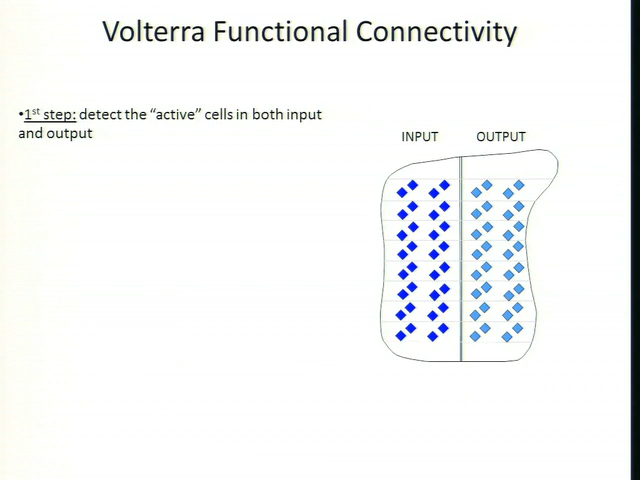 Volterra Functional Connectivity
•1st step: detect the “active” cells in both input
and output
INPUT OUTPUT